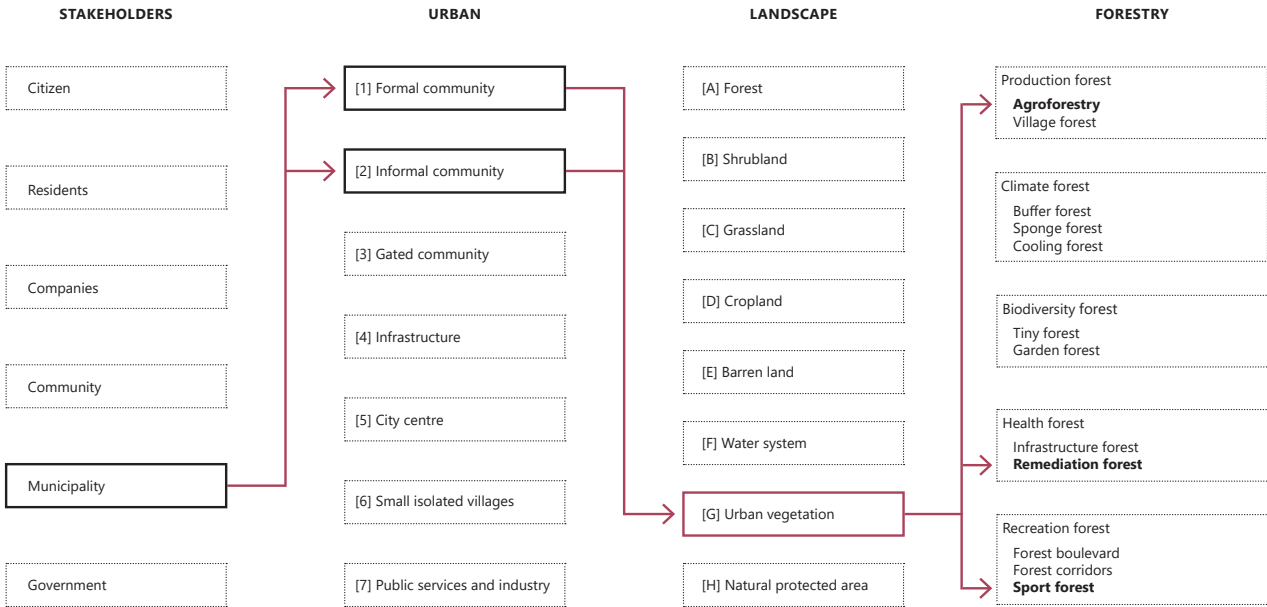 STAKEHOLDERS
Citizen
Residents
Companies
Community
Municipality
Government
URBAN
[1] Formal community
[2] Informal community
[3] Gated community
[4] Infrastructure
[5] City centre
[6] Small isolated villages
[7] Public services and industry
LANDSCAPE
[A] Forest
[B] Shrubland
[C] Grassland
[D] Cropland
[E] Barren land
[F] Water system
[G] Urban vegetation
[H] Natural protected area
FORESTRY
Production forest
Agroforestry
Village forest
Climate forest
Buffer forest
Sponge forest
Cooling forest
Biodiversity forest
Tiny forest
Garden forest
Health forest
Infrastructure forest
Remediation forest
Recreation forest
Forest boulevard
Forest corridors
Sport forest